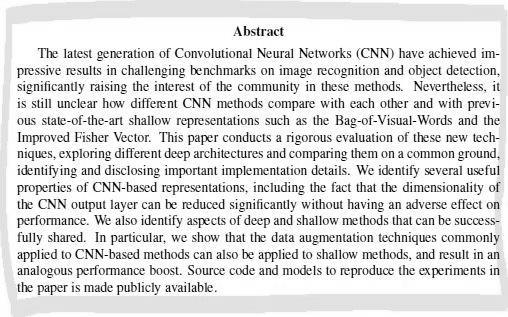 Abstract
The latest generation of Convolutional Neural Networks (CNN) have achieved im-
pressive results in challenging benchmarks on image recognition and object detection,
significantly raising the interest of the community in these methods. Nevertheless, it
is still unclear how different CNN methods compare with each other and with previ-
ous state-of-the-art shallow representations such as the Bag-of-Visual-Words and the
Improved Fisher Vector. This paper conducts a rigorous evaluation of these new tech-
niques, exploring different deep architectures and comparing them on a common ground,
identifying and disclosing important implementation details. We identify several useful
properties of CNN-based representations, including the fact that the dimensionality of
the CNN output layer can be reduced significantly without having an adverse effect on
performance. We also identify aspects of deep and shallow methods that can be success-
fully shared. In particular, we show that the data augmentation techniques commonly
applied to CNN-based methods can also be applied to shallow methods, and result in an
analogous performance boost. Source code and models to reproduce the experiments in
the paper is made publicly available.